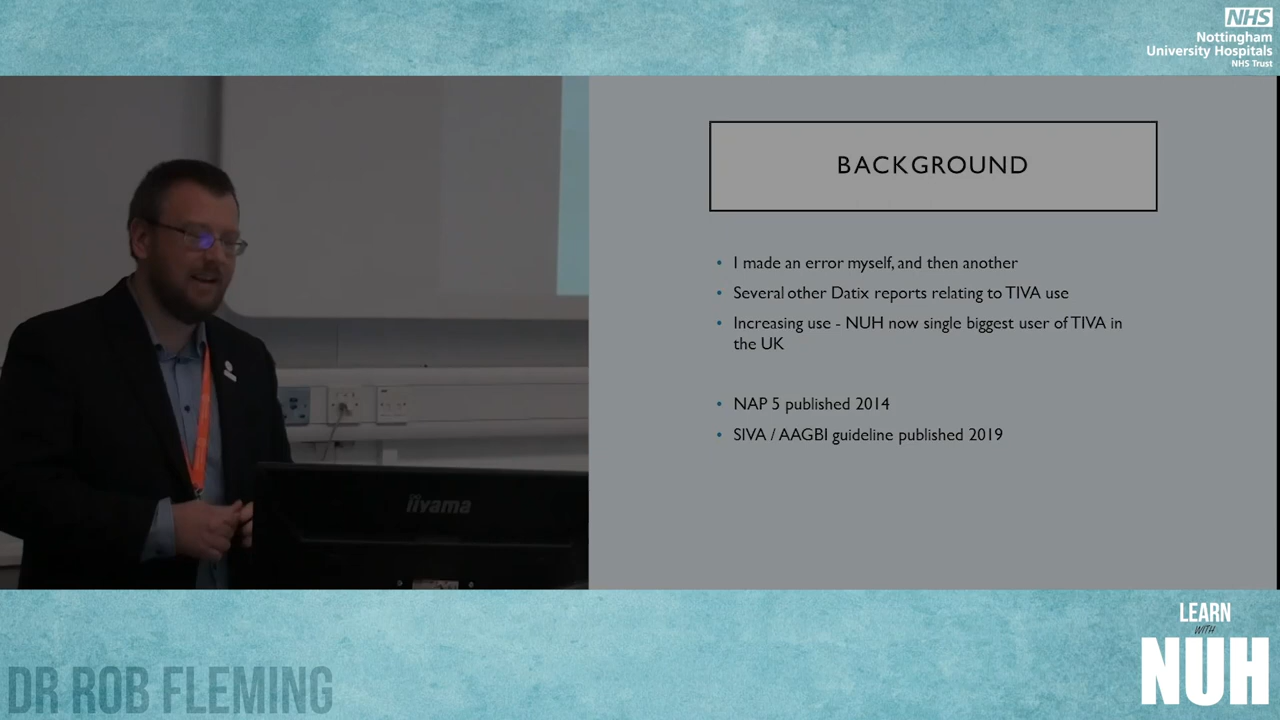 NHS
Nottingham
University Hospitals
NHS Trust
BACKGROUND
• I made an error myself, and then another
• Several other Datix reports relating to TIVA use
• Increasing use - NUH now single biggest user of TIVA in
the UK
• NAP 5 published 2014
• SIVA / AAGBI guideline published 2019
iiyama
DR ROB FLEMING
LEARN
WITH
NUH